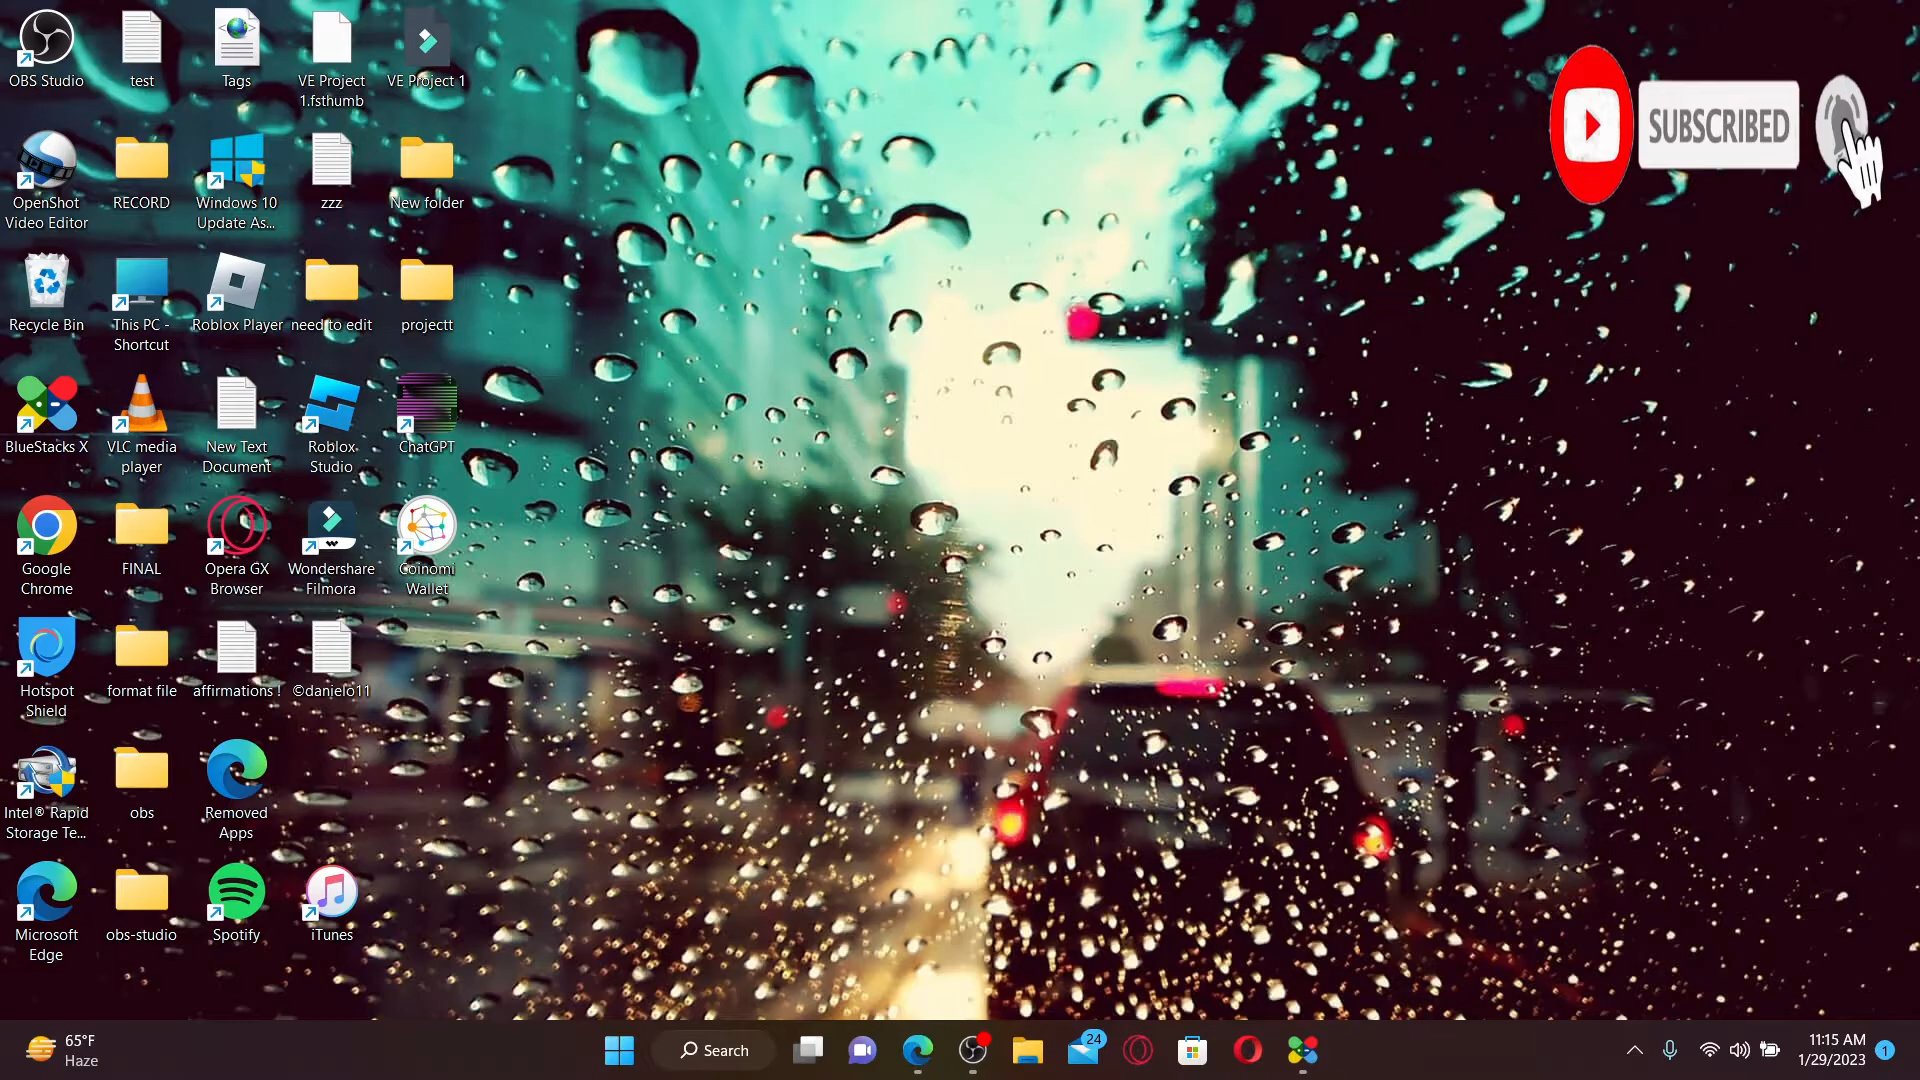 OBS Studio
test
Tags
VE Project
1.fsthumb
VE Project 1
OpenShot
Video Editor
RECORD
Windows 10
Update As...
zzz
New folder
Recycle Bin
This PC -
Shortcut
Roblox Player
need to edit
projectt
BlueStacks X
VLC media
player
New Text
Document
Roblox
Studio
ChatGPT
Google
Chrome
FINAL
Opera GX
Browser
Wondershare
Filmora
Coinomi
Wallet
Hotspot
Shield
format file
affirmations !
©danielo11
Intel® Rapid
Storage Te...
obs
Removed
Apps
Microsoft
Edge
obs-studio
Spotify
iTunes
SUBSCRIBED
65°F
Haze
Search
24
11:15 AM
1/29/2023
1